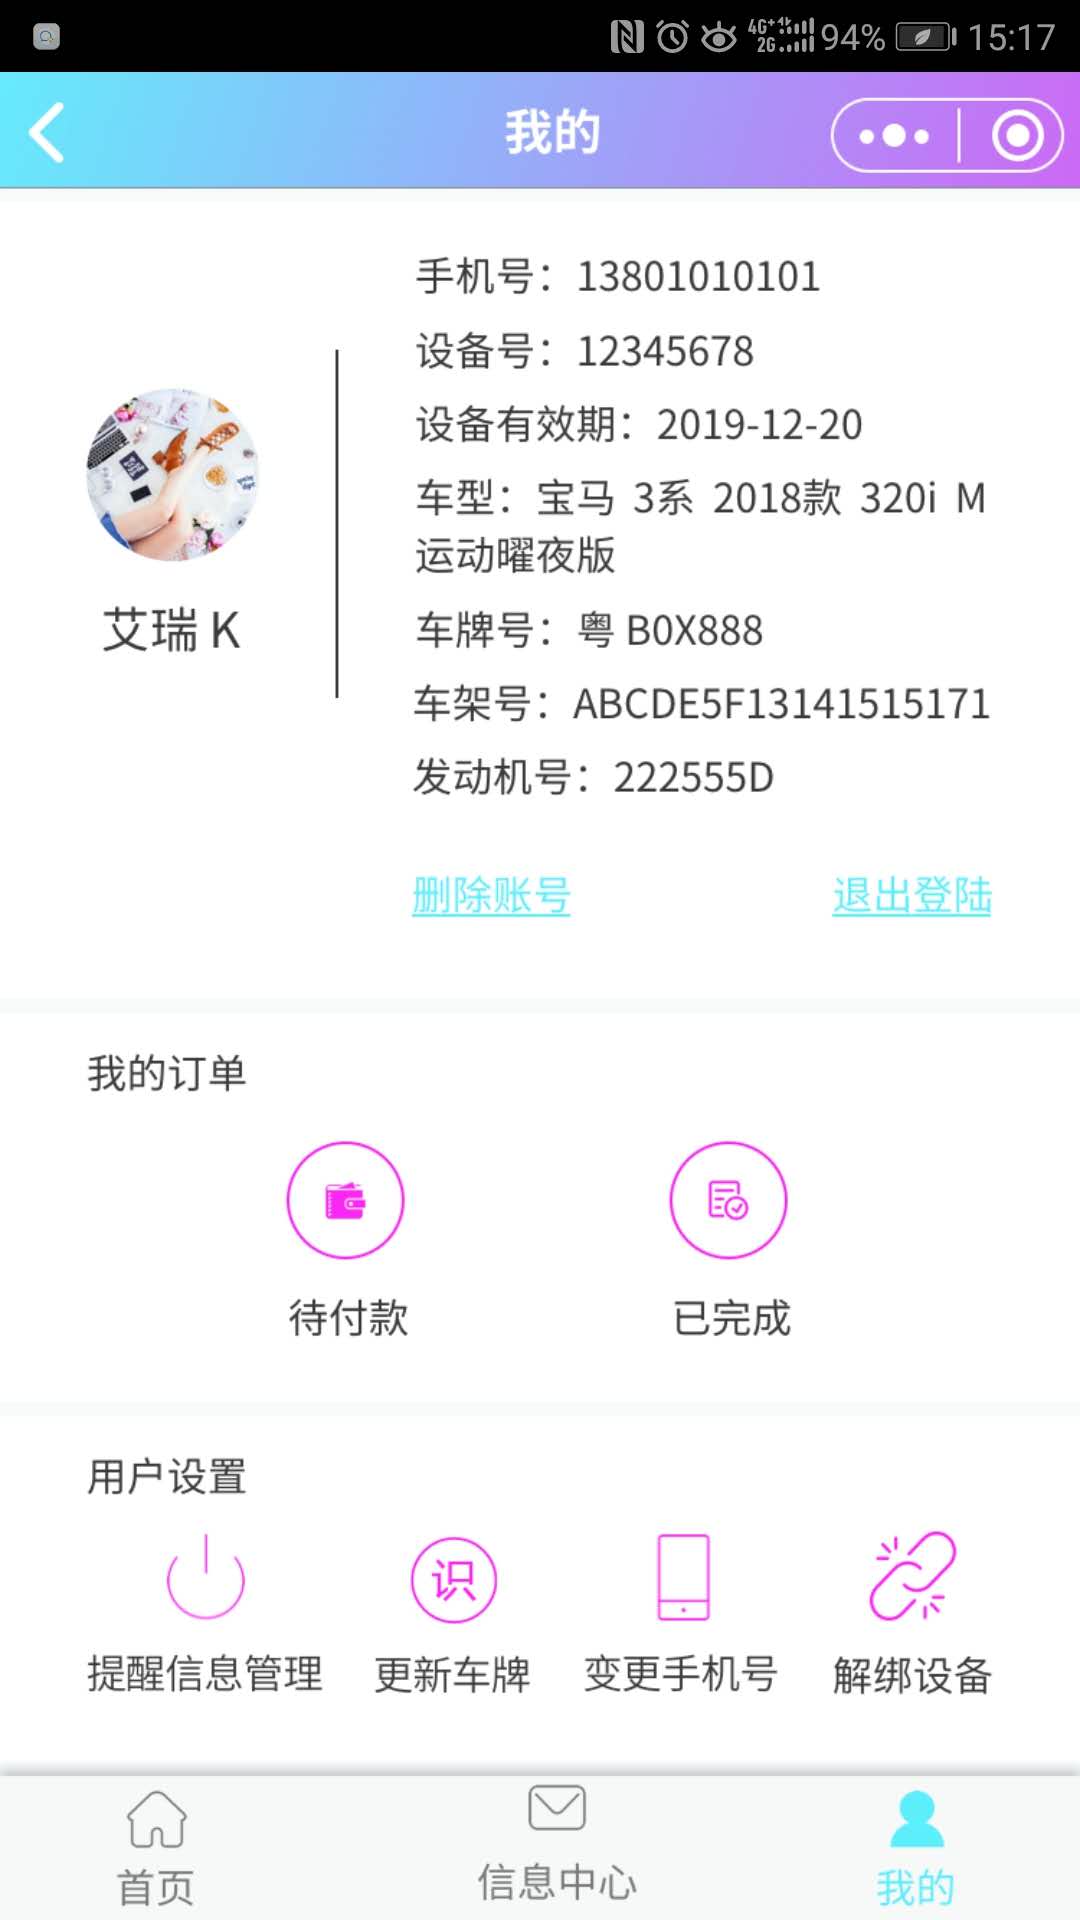 4G+ 2G 94% 15:17
我的
手机号：13801010101
设备号：12345678
设备有效期：2019-12-20
车型：宝马 3系 2018款 320i M
运动曜夜版
艾瑞 K
车牌号：粤 B0X888
车架号：ABCDE5F13141515171
发动机号：222555D
删除账号 退出登陆
我的订单
待付款 已完成
用户设置
识
提醒信息管理 更新车牌 变更手机号 解绑设备
首页 信息中心 我的